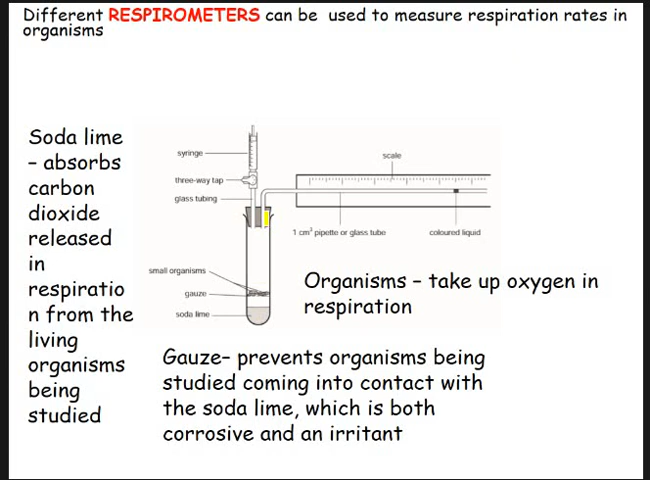 Different RESPIROMETERS can be used to measure respiration rates in
organisms
Soda lime
– absorbs
carbon
dioxide
released
in
respiratio
n from the
living
organisms
being
studied
syringe
three-way tap
glass tubing
scale
1 cm³ pipette or glass tube
coloured liquid
small organisms
gauze
soda lime
Organisms – take up oxygen in
respiration
Gauze– prevents organisms being
studied coming into contact with
the soda lime, which is both
corrosive and an irritant